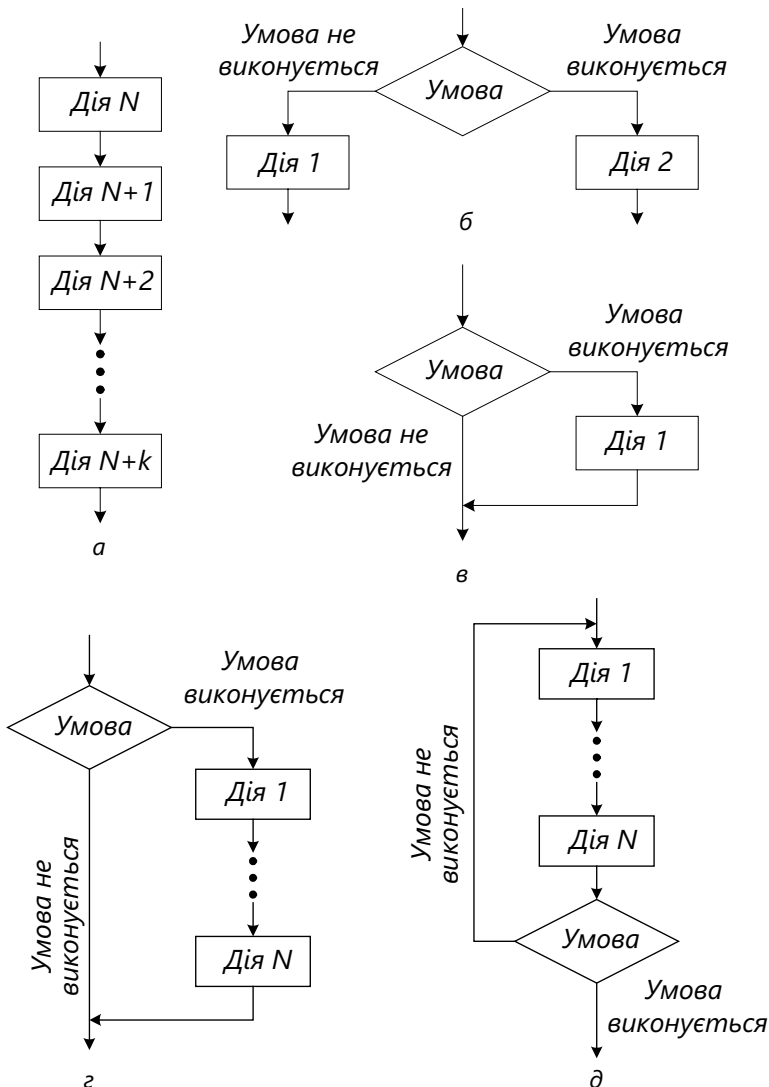 Дія N
Дія N+1
Дія N+2
Дія N+k
а
Умова не
виконується
Умова
Умова
виконується
Дія 1
Дія 2
б
Умова
Умова
виконується
Умова не
виконується
Дія 1
в
Умова
Умова
виконується
Дія 1
Умова не
виконується
Дія N
г
Дія 1
Умова не
виконується
Дія N
Умова
Умова
виконується
д